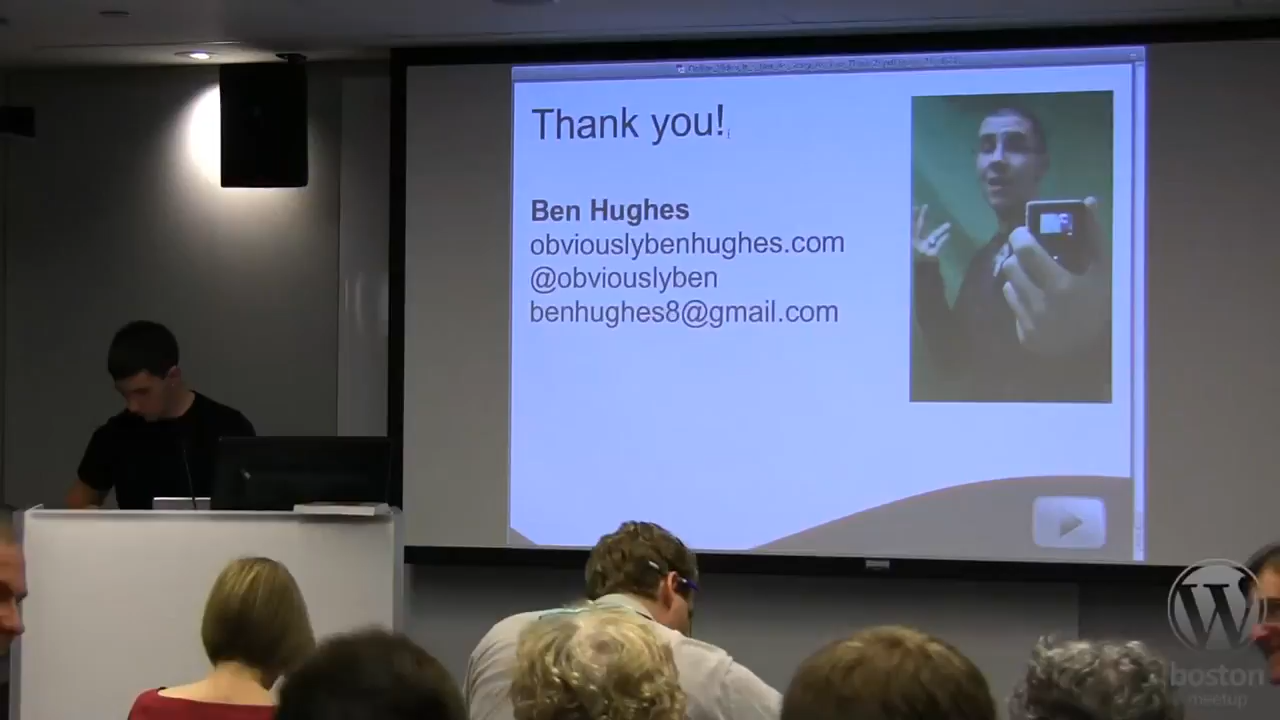 Thank you!
Ben Hughes
obviouslybenhughes.com
@obviouslyben
benhughes8@gmail.com
boston
meetup